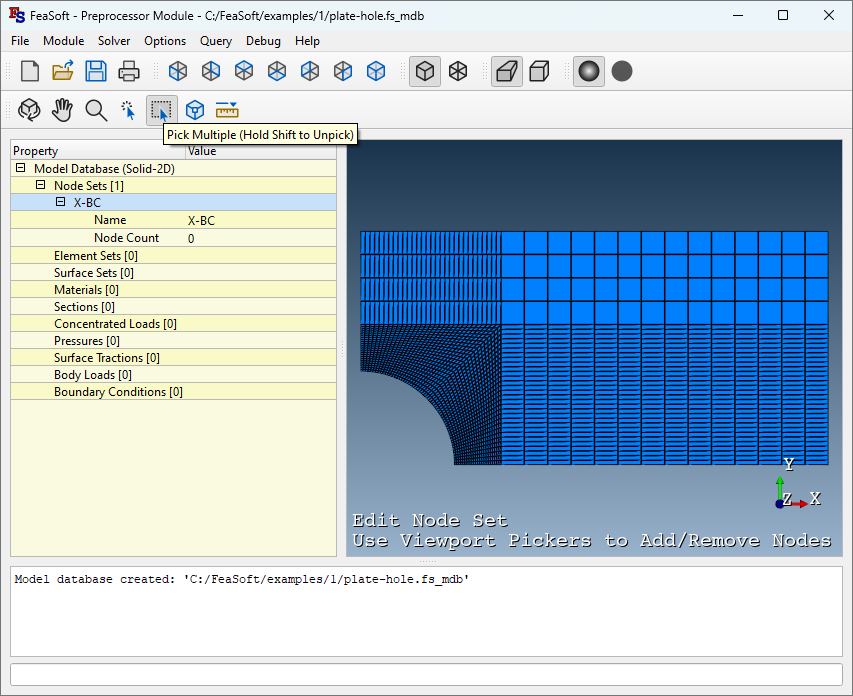 FeaSoft - Preprocessor Module - C:/FeaSoft/examples/1/plate-hole.fs_mdb
File Module Solver Options Query Debug Help
Pick Multiple (Hold Shift to Unpick)
Property Value
Model Database (Solid-2D)
Node Sets [1]
X-BC
Name X-BC
Node Count 0
Element Sets [0]
Surface Sets [0]
Materials [0]
Sections [0]
Concentrated Loads [0]
Pressures [0]
Surface Tractions [0]
Body Loads [0]
Boundary Conditions [0]
Y
Z X
Edit Node Set
Use Viewport Pickers to Add/Remove Nodes
Model database created: 'C:/FeaSoft/examples/1/plate-hole.fs_mdb'